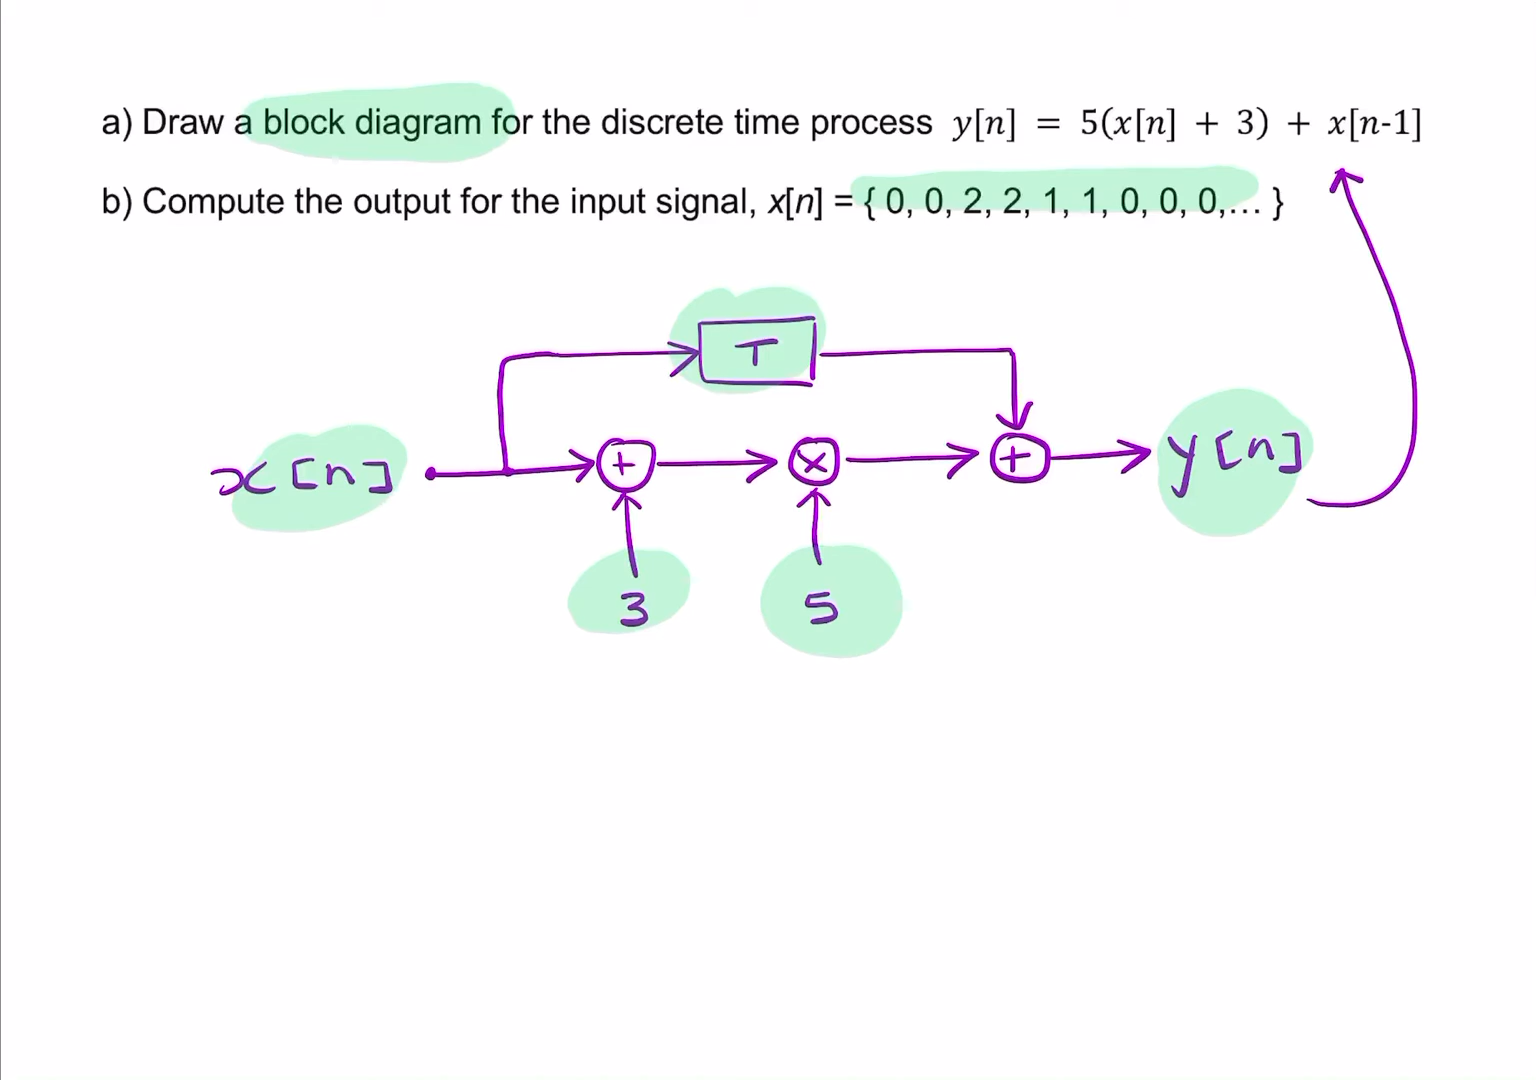 a) Draw a block diagram for the discrete time process y[n] = 5(x[n] + 3) + x[n-1]
b) Compute the output for the input signal, x[n] = { 0, 0, 2, 2, 1, 1, 0, 0, 0,... }
T
x[n] + × + y[n]
3 5